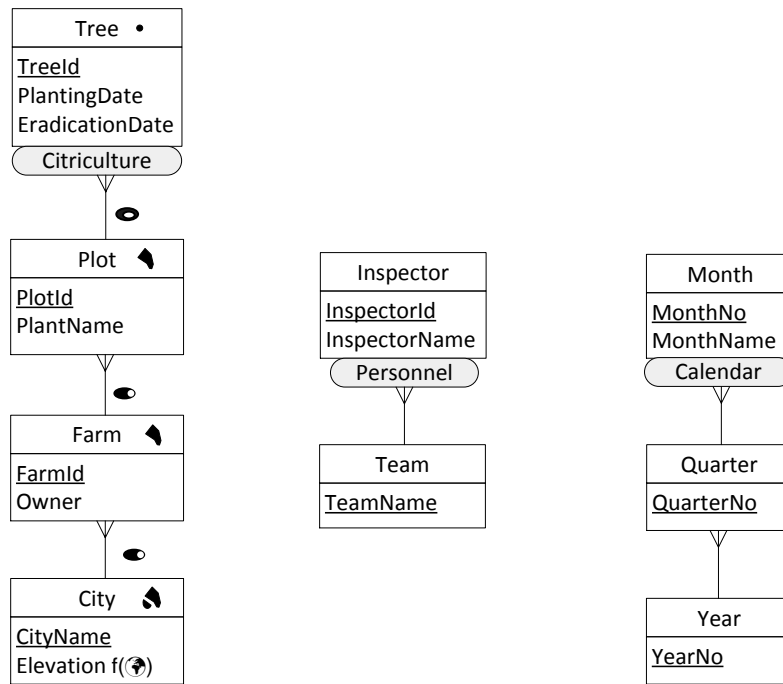 Tree
TreeId
PlantingDate
EradicationDate
Citriculture
Plot
PlotId
PlantName
Farm
FarmId
Owner
City
CityName
Elevation f( )
Inspector
InspectorId
InspectorName
Personnel
Team
TeamName
Month
MonthNo
MonthName
Calendar
Quarter
QuarterNo
Year
YearNo